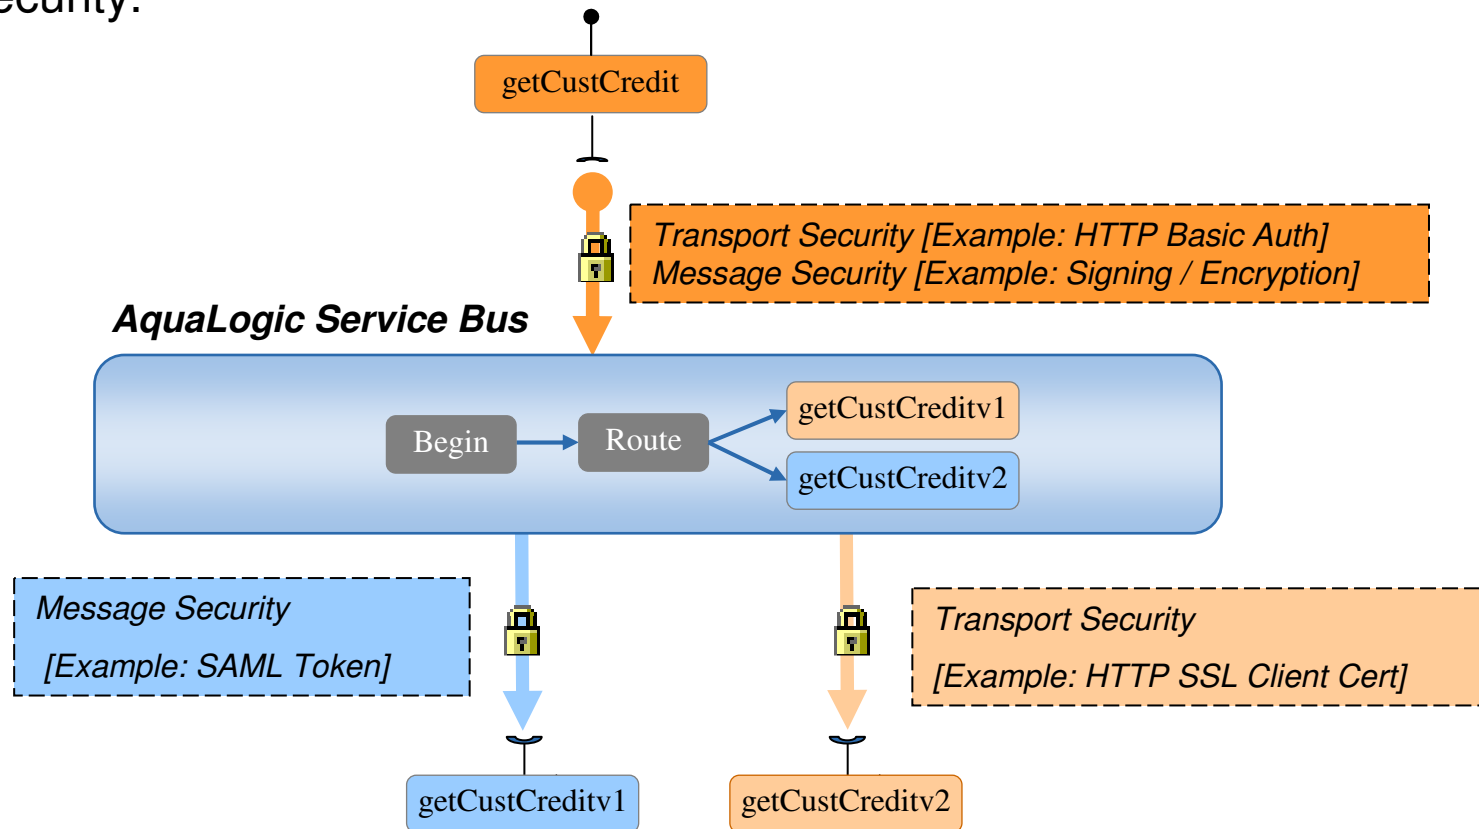 ecurity.
getCustCredit
Transport Security [Example: HTTP Basic Auth]
Message Security [Example: Signing / Encryption]
AquaLogic Service Bus
getCustCreditv1
Begin
Route
getCustCreditv2
Message Security
[Example: SAML Token]
Transport Security
[Example: HTTP SSL Client Cert]
getCustCreditv1
getCustCreditv2